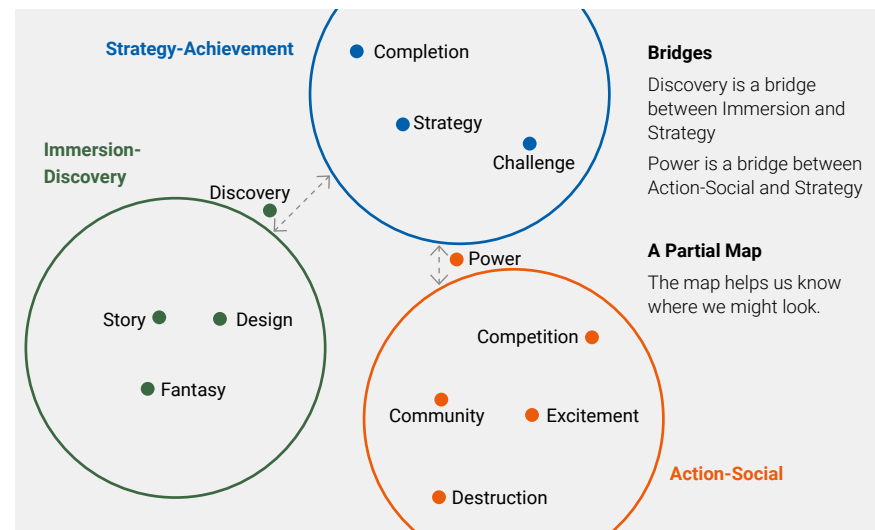 Strategy-Achievement
Completion
Strategy
Challenge
Immersion-
Discovery
Discovery
Story
Design
Fantasy
Power
Competition
Community
Excitement
Destruction
Action-Social
Bridges
Discovery is a bridge
between Immersion and
Strategy
Power is a bridge between
Action-Social and Strategy
A Partial Map
The map helps us know
where we might look.